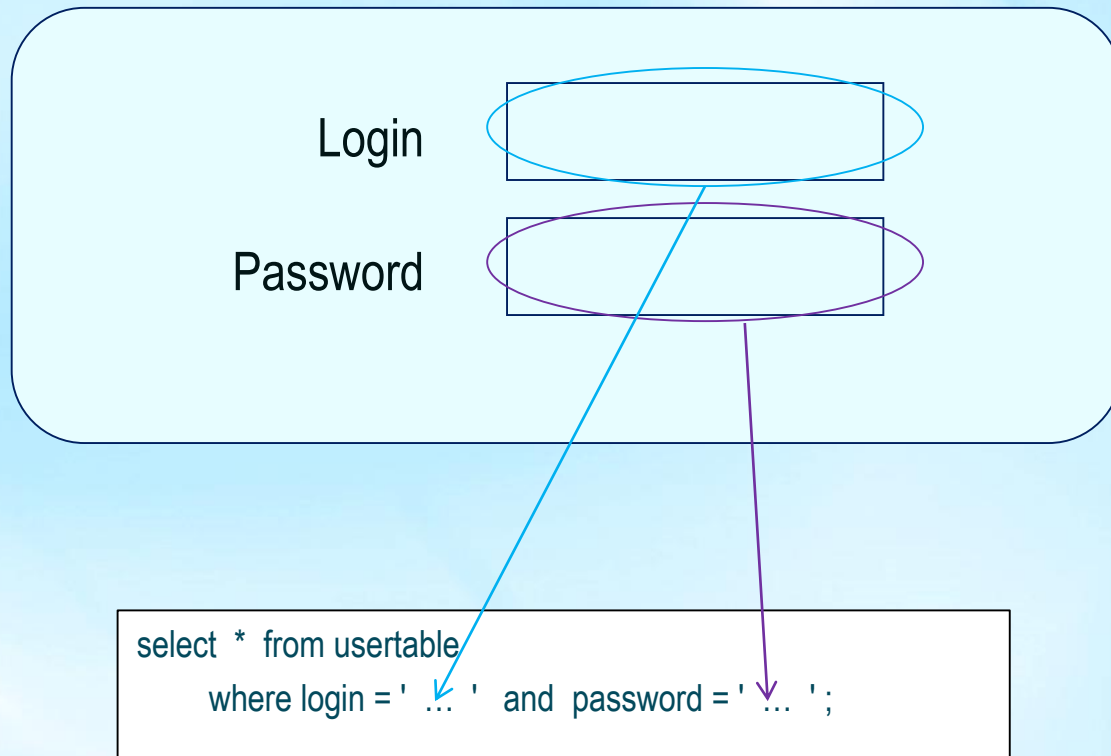 Login
Password
select * from usertable
where login = ' ... ' and password = ' ... ' ;